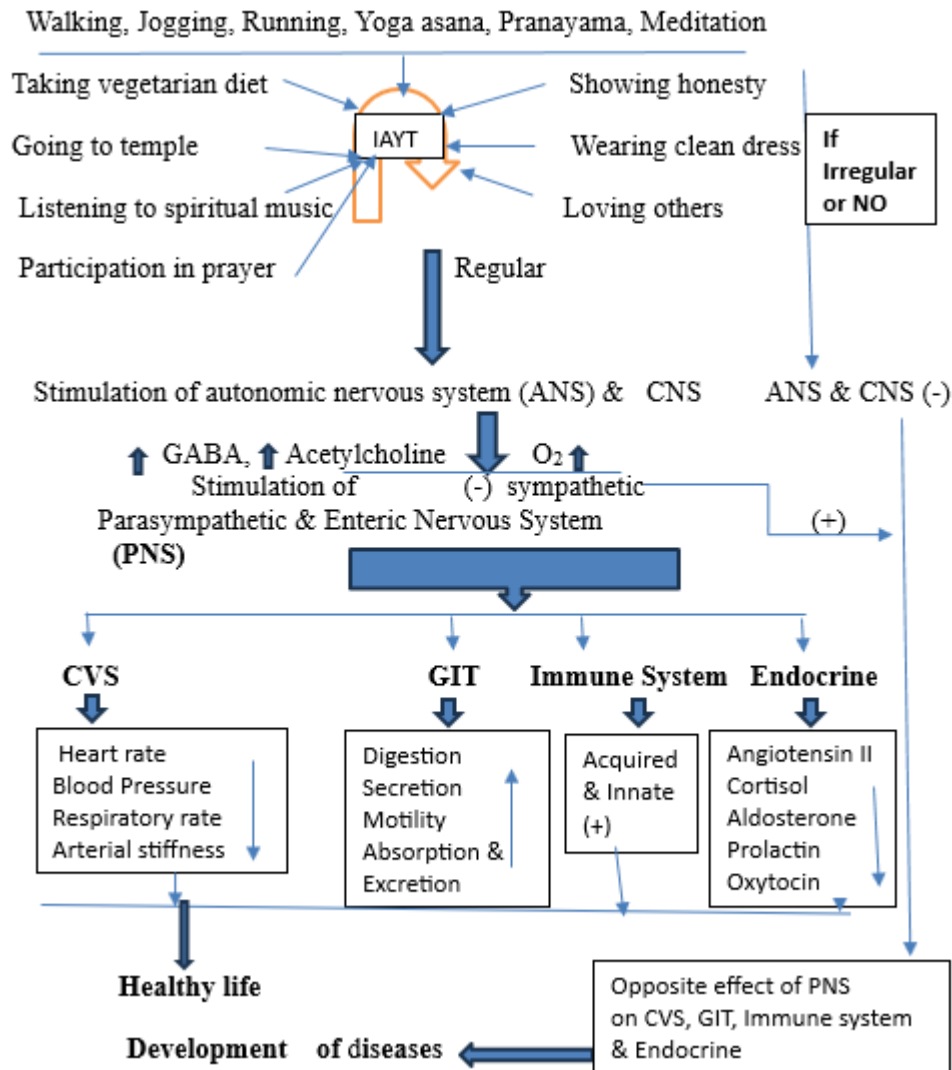 Walking, Jogging, Running, Yoga asana, Pranayama, Meditation
Taking vegetarian diet
Showing honesty
IAYT
Going to temple
Wearing clean dress
If
Irregular
or NO
Listening to spiritual music
Loving others
Participation in prayer
Regular
Stimulation of autonomic nervous system (ANS) & CNS
ANS & CNS (-)
GABA, Acetylcholine O₂
Stimulation of (-) sympathetic
Parasympathetic & Enteric Nervous System
(+)
(PNS)
CVS
GIT
Immune System
Endocrine
Heart rate
Blood Pressure
Respiratory rate
Arterial stiffness
Digestion
Secretion
Motility
Absorption &
Excretion
Acquired
& Innate
(+)
Angiotensin II
Cortisol
Aldosterone
Prolactin
Oxytocin
Healthy life
Opposite effect of PNS
on CVS, GIT, Immune system
& Endocrine
Development of diseases